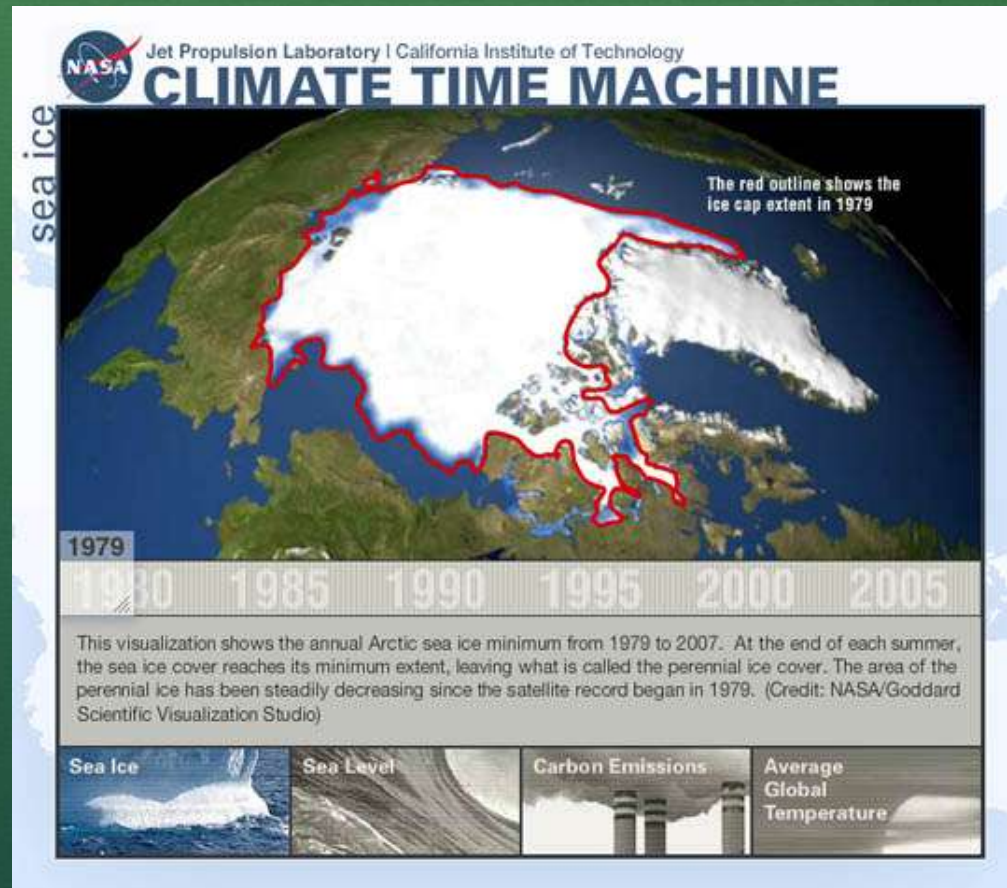 NASA
Jet Propulsion Laboratory | California Institute of Technology
CLIMATE TIME MACHINE
sea ice
The red outline shows the
ice cap extent in 1979
1979
1980 1985 1990 1995 2000 2005
This visualization shows the annual Arctic sea ice minimum from 1979 to 2007. At the end of each summer,
the sea ice cover reaches its minimum extent, leaving what is called the perennial ice cover. The area of the
perennial ice has been steadily decreasing since the satellite record began in 1979. (Credit: NASA/Goddard
Scientific Visualization Studio)
Sea Ice
Sea Level
Carbon Emissions
Average
Global
Temperature